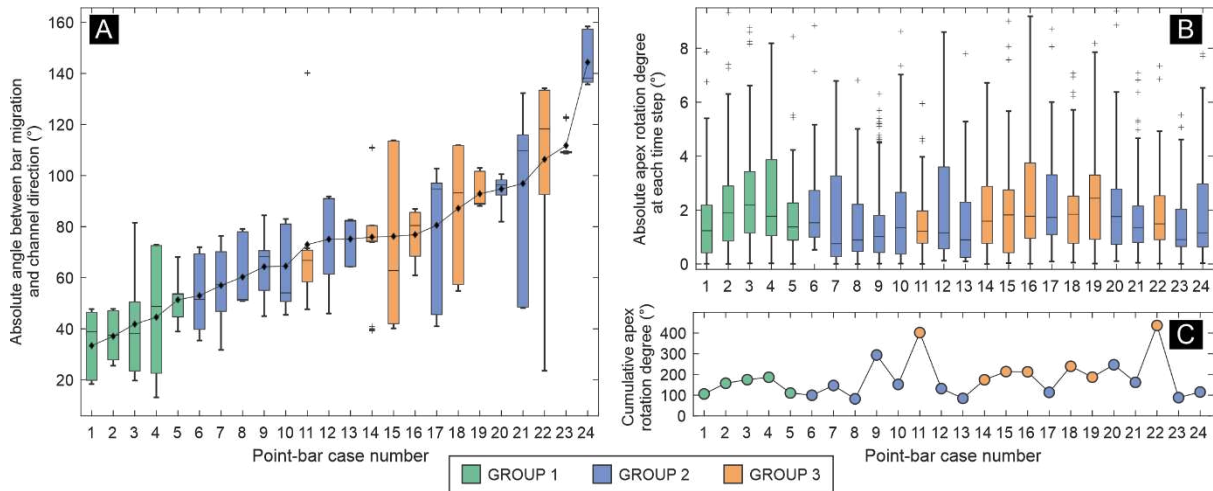 A
Absolute angle between bar migration
and channel direction (°)
160
140
120
100
80
60
40
20
1 2 3 4 5 6 7 8 9 10 11 12 13 14 15 16 17 18 19 20 21 22 23 24
Point-bar case number
B
Absolute apex rotation degree
at each time step (°)
8
6
4
2
0
1 2 3 4 5 6 7 8 9 10 11 12 13 14 15 16 17 18 19 20 21 22 23 24
C
Cumulative apex
rotation degree (°)
400
300
200
100
0
1 2 3 4 5 6 7 8 9 10 11 12 13 14 15 16 17 18 19 20 21 22 23 24
Point-bar case number
GROUP 1 GROUP 2 GROUP 3